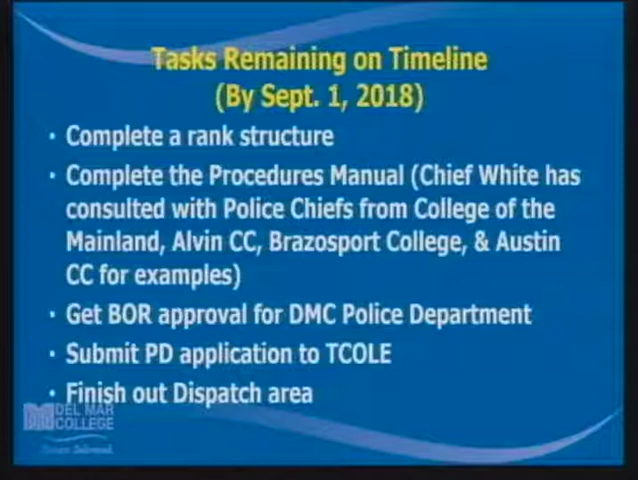 Tasks Remaining on Timeline
(By Sept. 1, 2018)
• Complete a rank structure
• Complete the Procedures Manual (Chief White has
consulted with Police Chiefs from College of the
Mainland, Alvin CC, Brazosport College, & Austin
CC for examples)
• Get BOR approval for DMC Police Department
• Submit PD application to TCOLE
• Finish out Dispatch area
DEL MAR
COLLEGE